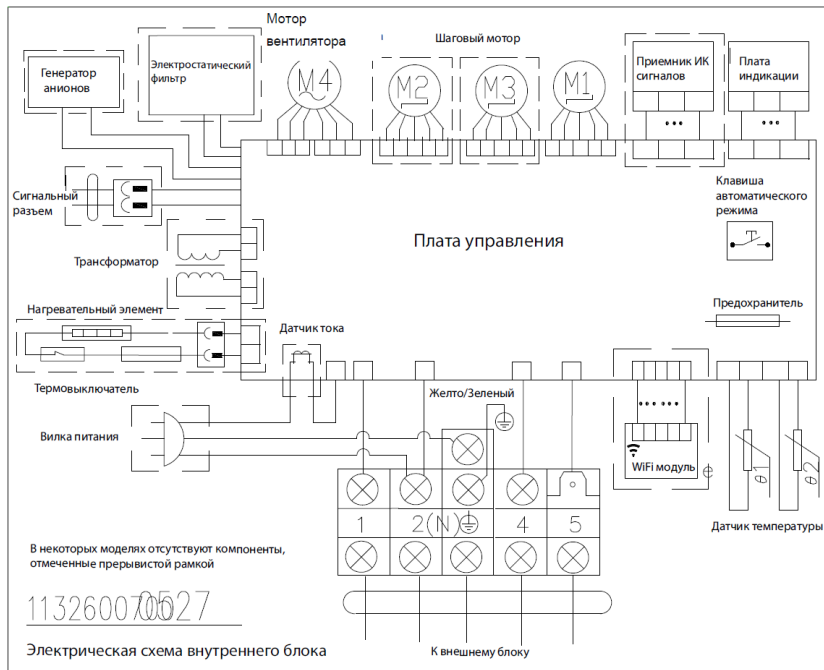 Мотор
вентилятора
Шаговый мотор
Генератор
анионов
Электростатический
фильтр
M4
M2
M3
M1
Приемник ИК
сигналов
Плата
индикации
Сигнальный
разъем
Клавиша
автоматического
режима
Плата управления
Трансформатор
Нагревательный элемент
Предохранитель
Датчик тока
Термовыключатель
Желто/Зеленый
Вилка питания
WiFi модуль
e
θ1
θ2
1
2(N)
4
5
Датчик температуры
В некоторых моделях отсутствуют компоненты,
отмеченные прерывистой рамкой
Электрическая схема внутреннего блока
К внешнему блоку